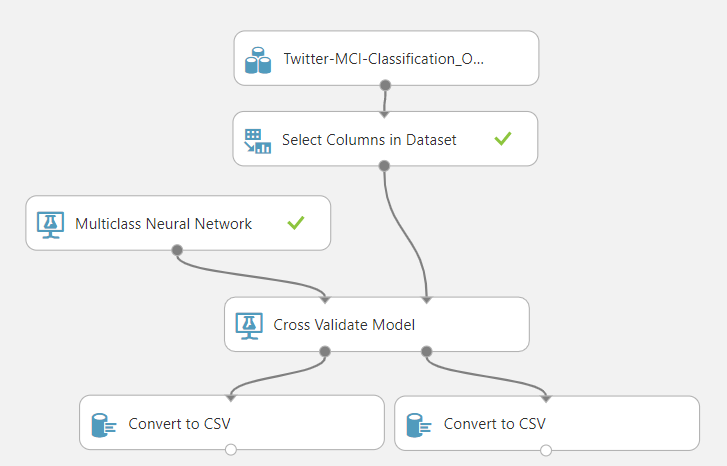 Twitter-MCI-Classification_O...
Select Columns in Dataset
Multiclass Neural Network
Cross Validate Model
Convert to CSV
Convert to CSV